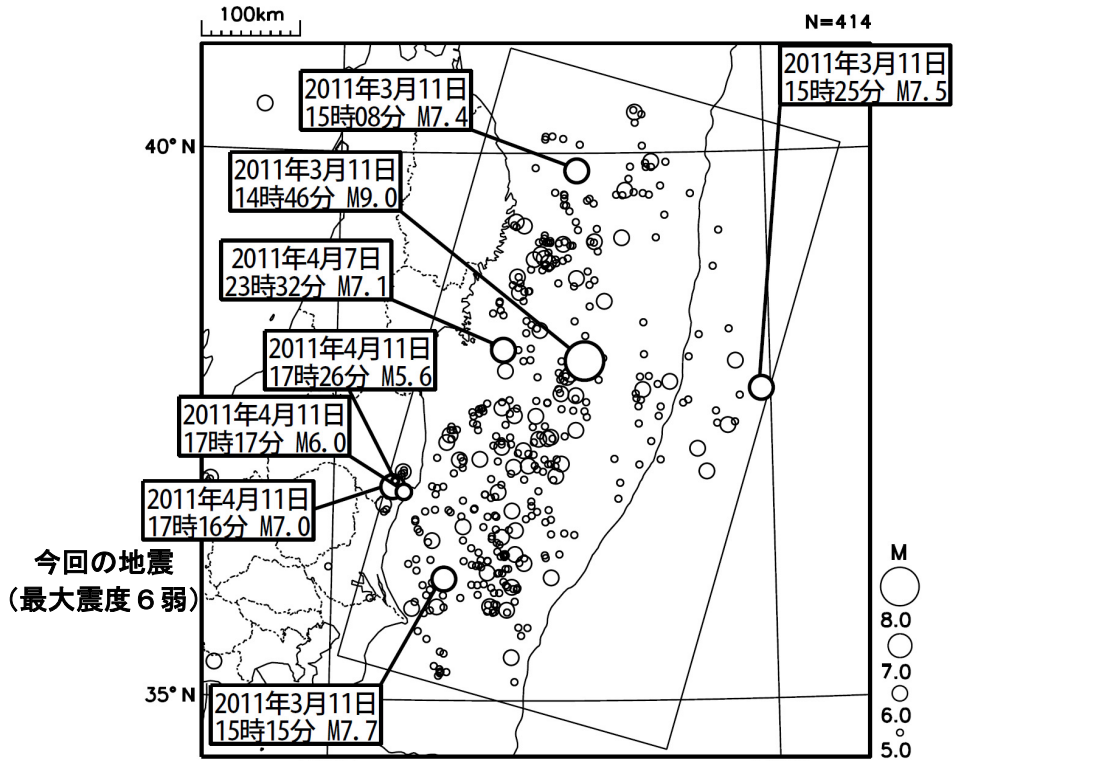 100km
N=414
2011年3月11日
15時25分 M7.5
2011年3月11日
15時08分 M7.4
40°N
2011年3月11日
14時46分 M9.0
2011年4月7日
23時32分 M7.1
2011年4月11日
17時26分 M5.6
2011年4月11日
17時17分 M6.0
2011年4月11日
17時16分 M7.0
今回の地震
（最大震度６弱）
M
8.0
7.0
6.0
5.0
35°N
2011年3月11日
15時15分 M7.7